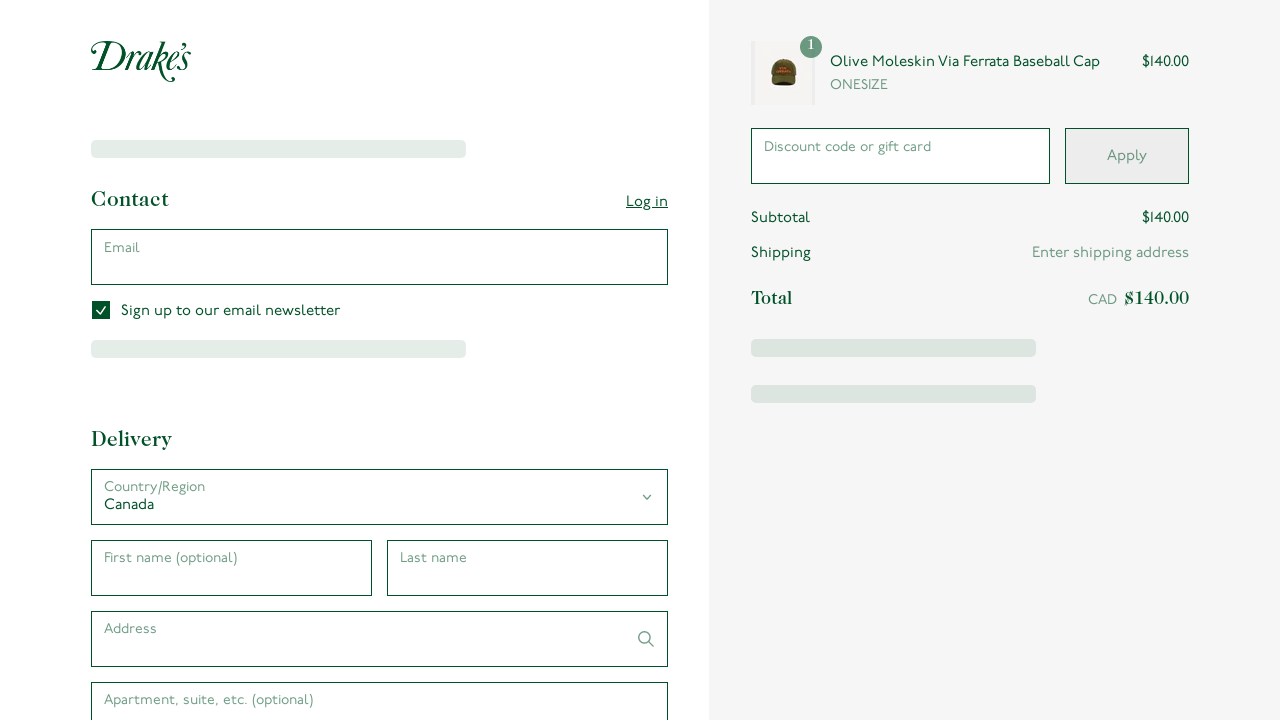 Drake's
Contact
Log in
Email
Sign up to our email newsletter
Delivery
Country/Region
Canada
First name (optional)
Last name
Address
Apartment, suite, etc. (optional)
1
Olive Moleskin Via Ferrata Baseball Cap
$140.00
ONESIZE
Discount code or gift card
Apply
Subtotal
$140.00
Shipping
Enter shipping address
Total
CAD $140.00